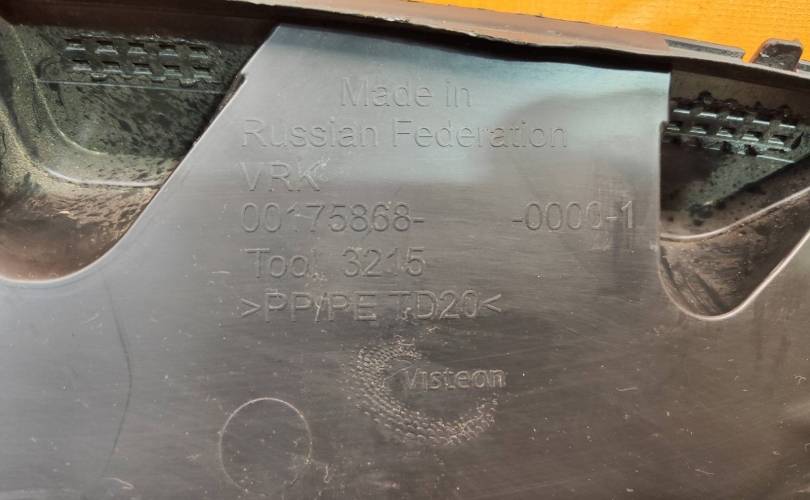 Made in
Russian Federation
VRK
00175868- -0000-1
Tool 3215
>PP/PE TD20<
Visteon